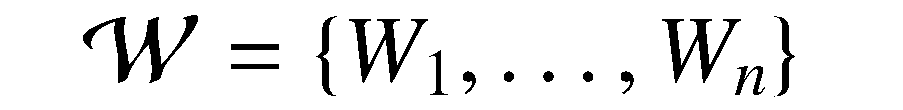 𝒲 = {W₁, . . . , Wₙ}